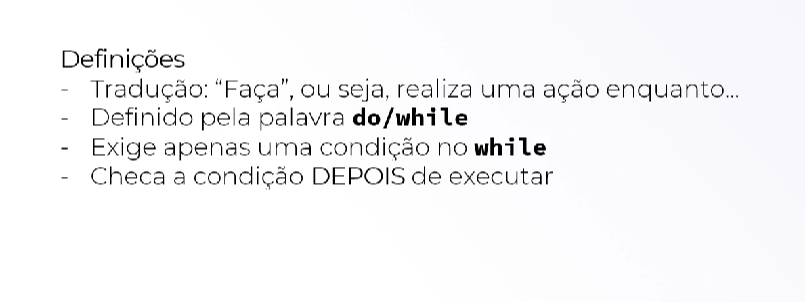 Definições
- Tradução: “Faça”, ou seja, realiza uma ação enquanto...
- Definido pela palavra do/while
- Exige apenas uma condição no while
- Checa a condição DEPOIS de executar